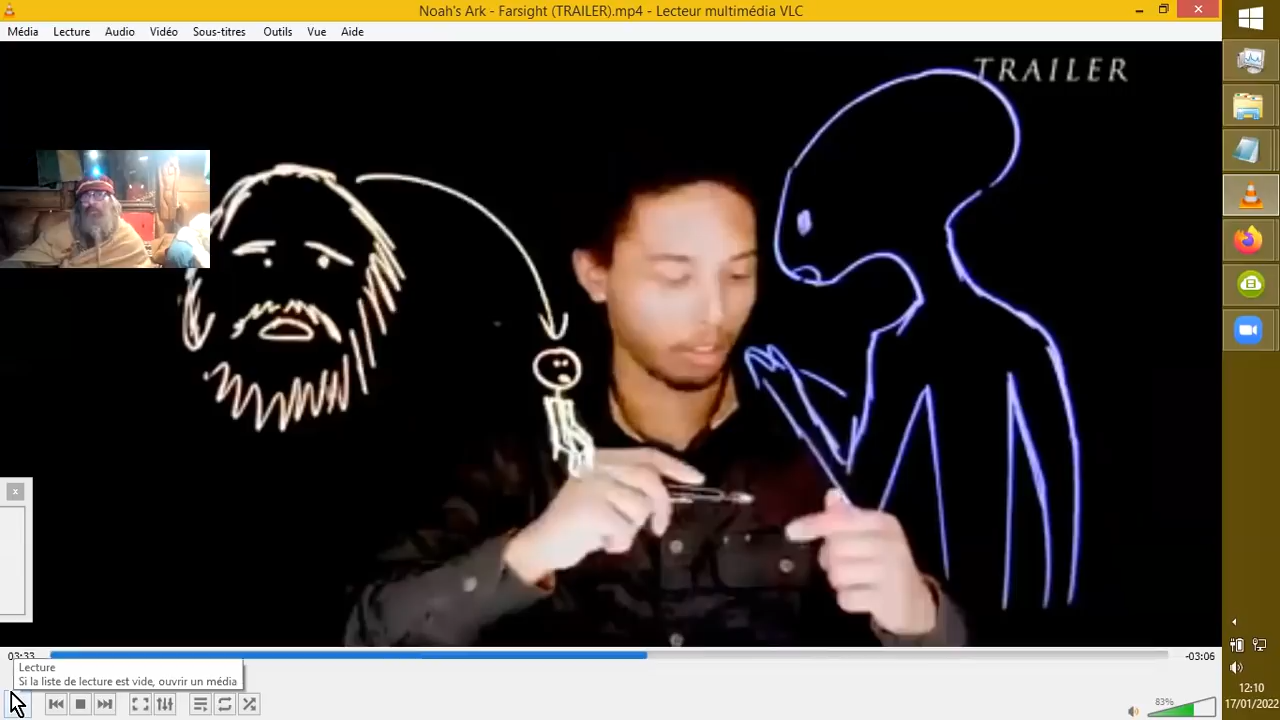 Noah's Ark - Farsight (TRAILER).mp4 - Lecteur multimédia VLC
Média Lecture Audio Vidéo Sous-titres Outils Vue Aide
TRAILER
03:33
-03:06
Lecture
Si la liste de lecture est vide, ouvrir un média
83%
12:10
17/01/2022